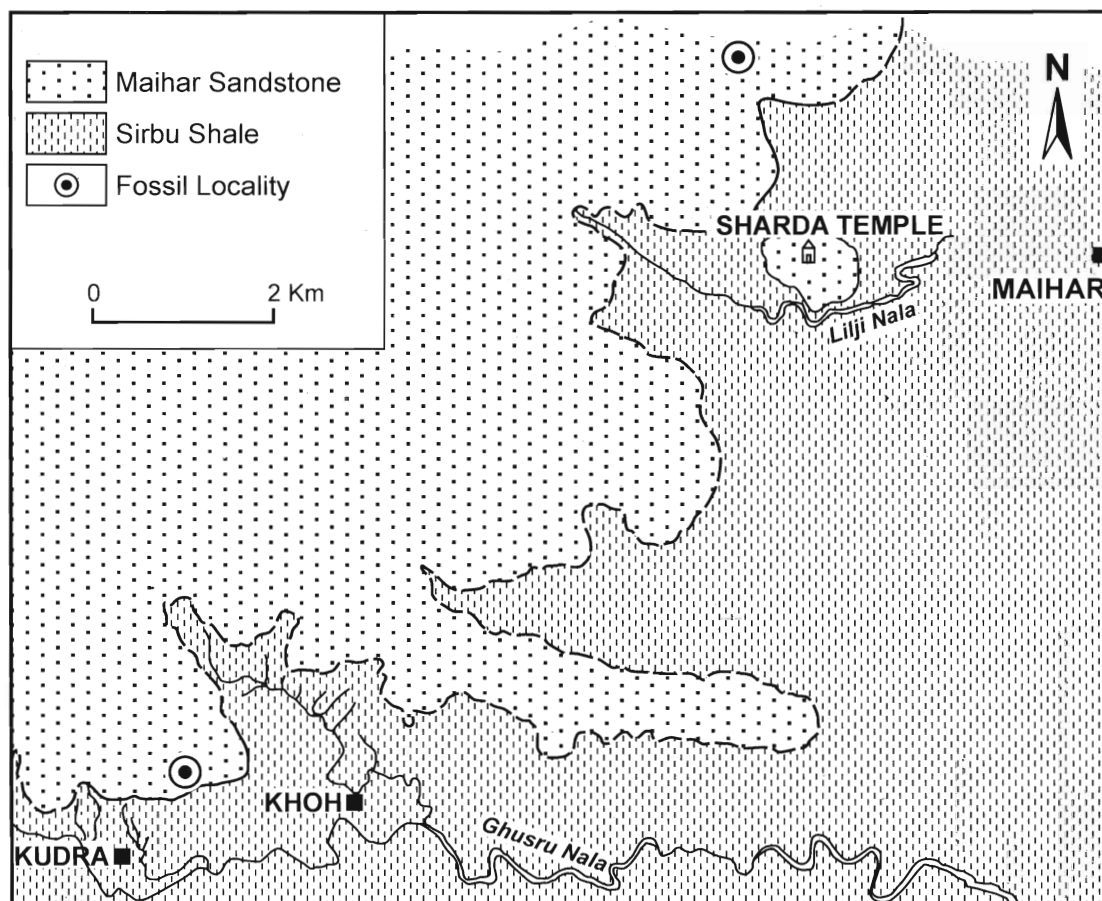 Maihar Sandstone
Sirbu Shale
Fossil Locality
0 2 Km
N
SHARDA TEMPLE
MAIHAR
Lilji Nala
KHOH
KUDRA
Ghusru Nala